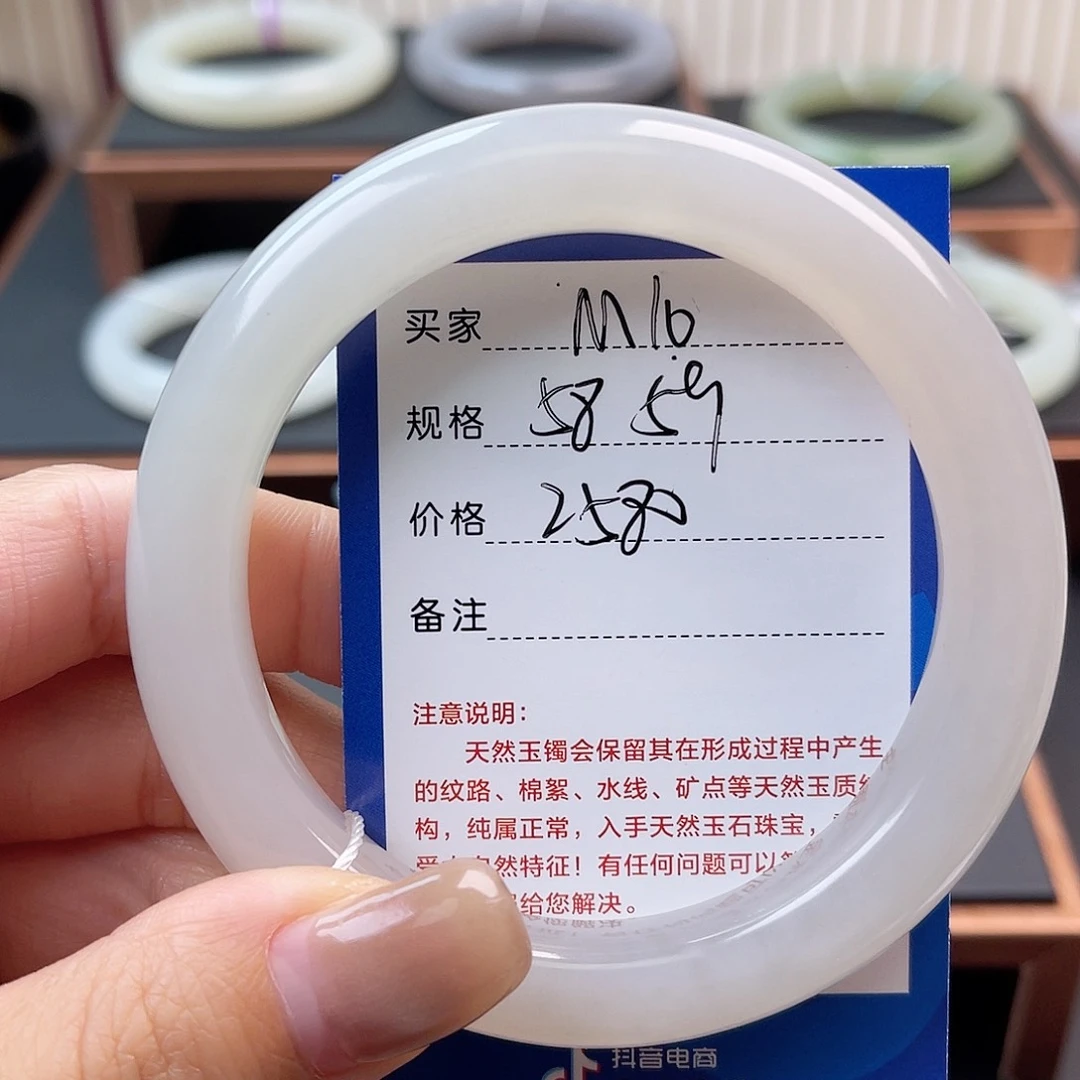 买家 M10
规格 58 59
价格 2580
备注
注意说明：
天然玉镯会保留其在形成过程中产生
的纹路、棉絮、水线、矿点等天然玉质
构，纯属正常，入手天然玉石珠宝，
自然特征！有任何问题可以
给您解决。
抖音电商